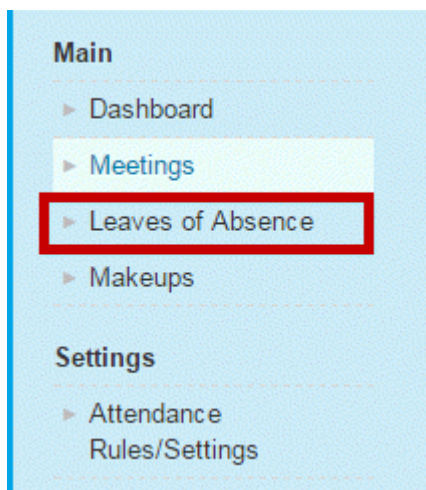 Main
Dashboard
Meetings
Leaves of Absence
Makeups
Settings
Attendance
Rules/Settings